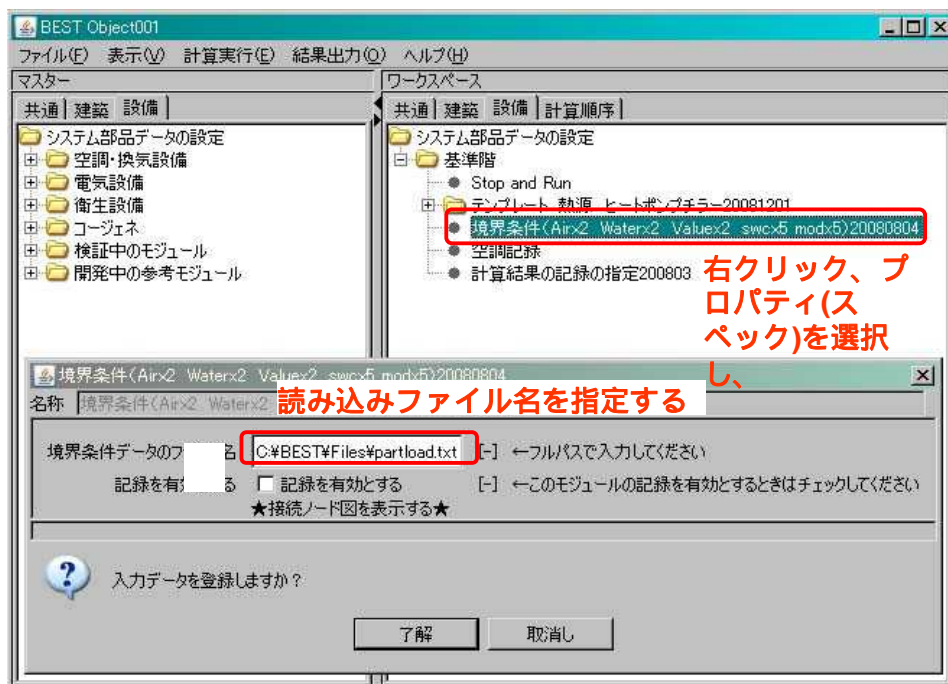 BEST Object001
ファイル(F) 表示(V) 計算実行(E) 結果出力(O) ヘルプ(H)
マスター
共通 建築 設備
システム部品データの設定
空調・換気設備
電気設備
衛生設備
コージェネ
検証中のモジュール
開発中の参考モジュール
ワークスペース
共通 建築 設備 計算順序
システム部品データの設定
基準階
Stop and Run
テンプレート 熱源 ヒートポンプチラー20081201
境界条件(Airx2 Waterx2 Valuex2 swcx5 modx5)20080804
空調記録
計算結果の記録の指定200803
右クリック、プ
ロパティ(ス
ペック)を選択
し、
境界条件(Airx2 Waterx2 Valuex2 swcx5 modx5)20080804
名称 境界条件(Airx2 Waterx2
読み込みファイル名を指定する
境界条件データのフ 名 C:¥BEST¥Files¥partload.txt [-] ←フルパスで入力してください
記録を有 る 記録を有効とする [-] ←このモジュールの記録を有効とするときはチェックしてください
★接続ノード図を表示する★
入力データを登録しますか?
了解 取消し